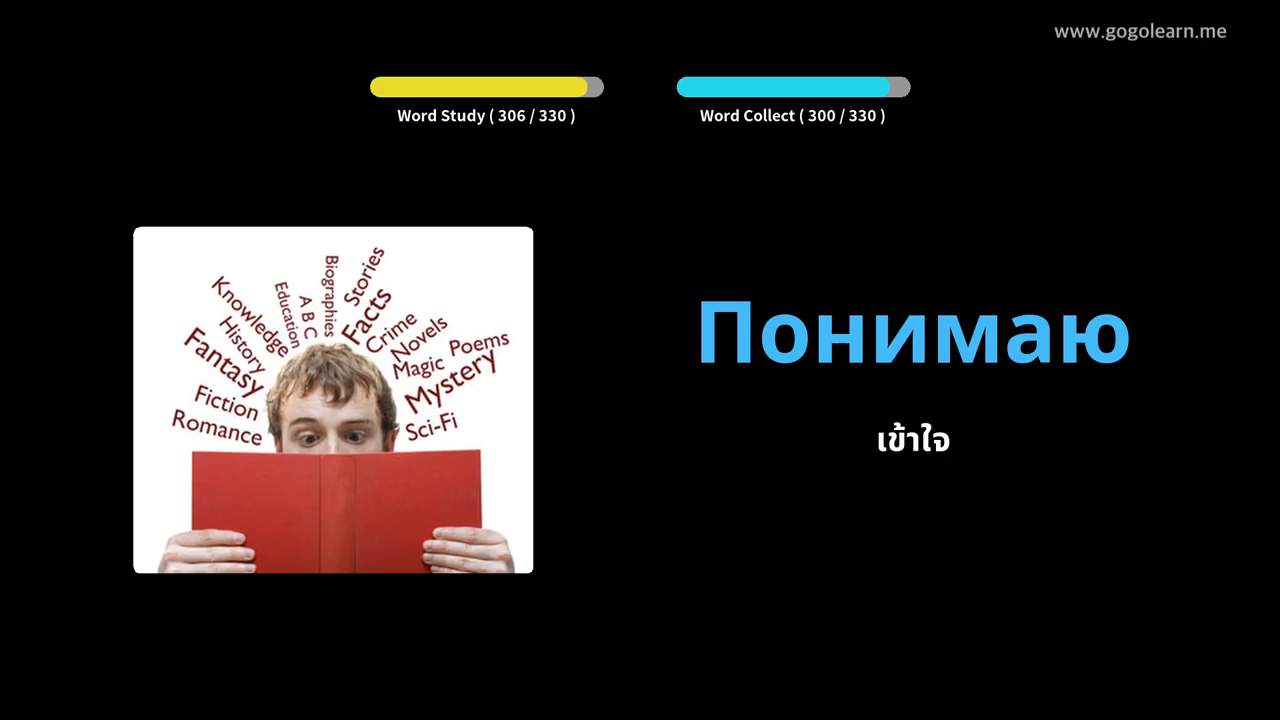 www.gogolearn.me
Word Study ( 306 / 330 )
Word Collect ( 300 / 330 )
Knowledge
History
Fantasy
Fiction
Romance
Education
A B C
Biographies
Stories
Facts
Crime
Novels
Magic
Poems
Mystery
Sci-Fi
Понимаю
เข้าใจ